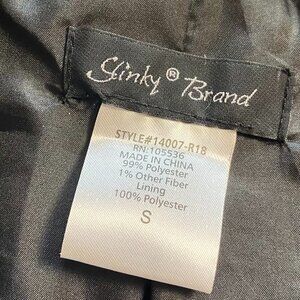 Slinky® Brand
STYLE#14007-R18
RN:105536
MADE IN CHINA
99% Polyester
1% Other Fiber
Lining
100% Polyester
S